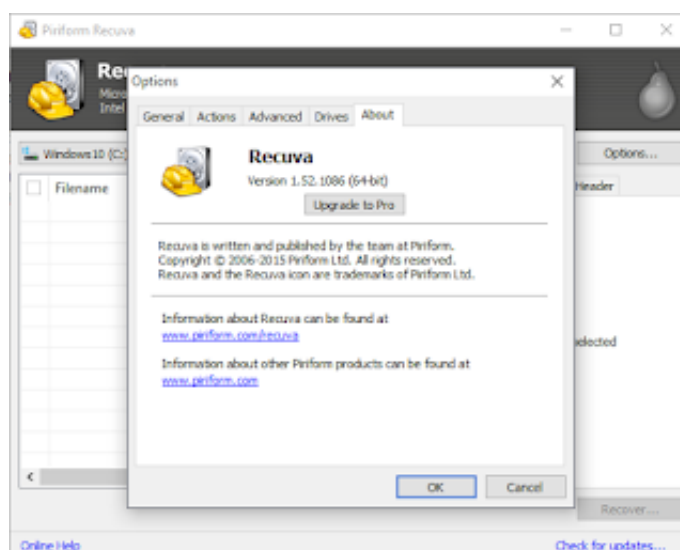 Piriform Recuva
Re
Micro
Intel
Options
General Actions Advanced Drives About
Windows10 (C:)
Options...
Filename
Header
Recuva
Version 1.52.1086 (64-bit)
Upgrade to Pro
Recuva is written and published by the team at Piriform.
Copyright © 2006-2015 Piriform Ltd. All rights reserved.
Recuva and the Recuva icon are trademarks of Piriform Ltd.
Information about Recuva can be found at
www.piriform.com/recuva
Information about other Piriform products can be found at
www.piriform.com
selected
OK Cancel
Recover...
Online Help
Check for updates...